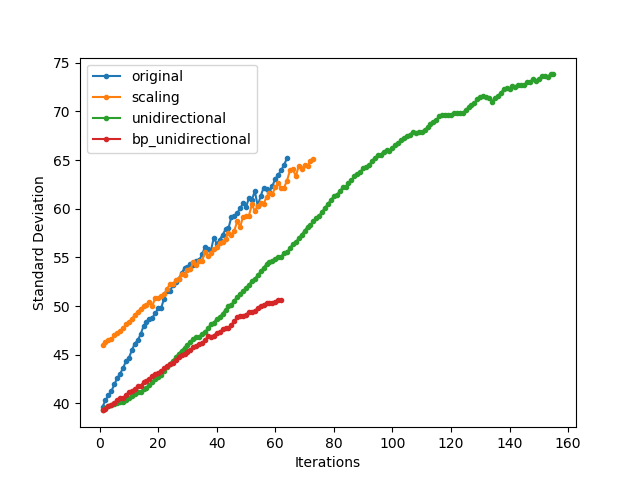 75
70
65
60
55
50
45
40
Standard Deviation
original
scaling
unidirectional
bp_unidirectional
0 20 40 60 80 100 120 140 160
Iterations